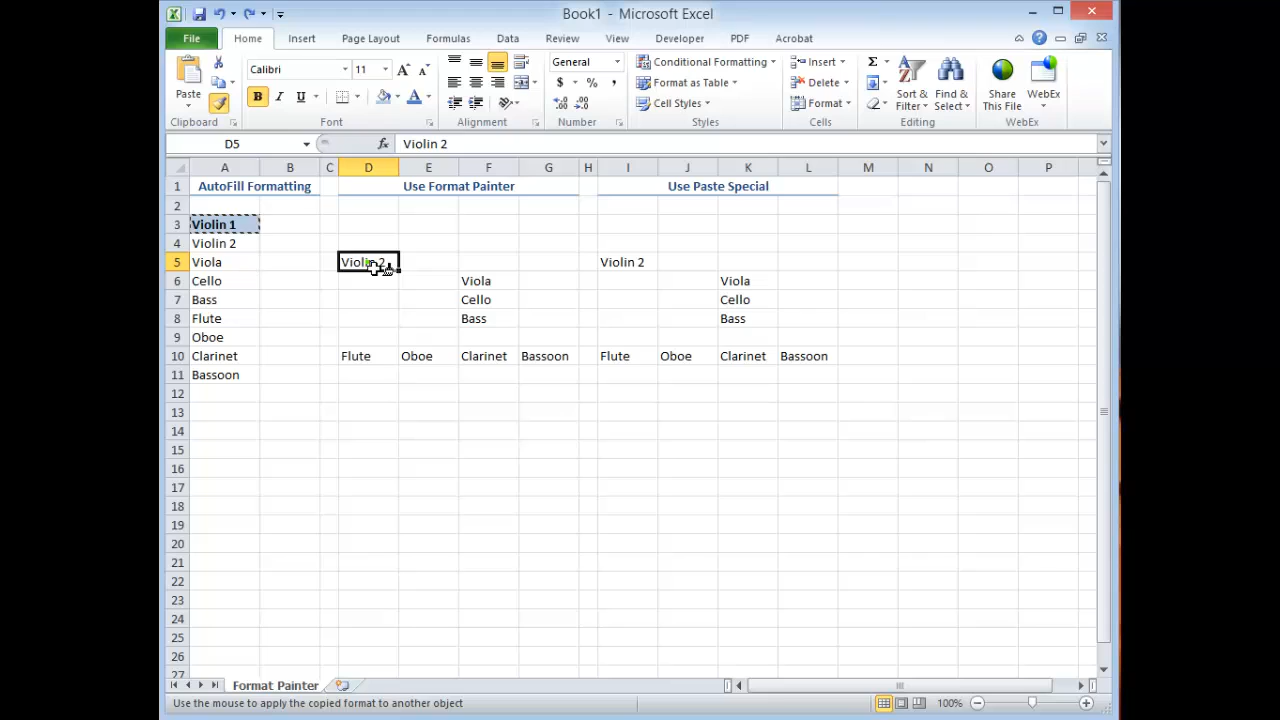 Book1 - Microsoft Excel
File Home Insert Page Layout Formulas Data Review View Developer PDF Acrobat
Calibri 11 General Conditional Formatting Insert Σ
Paste B I U $ % , Format as Table Delete Sort & Filter Find & Select Share This File WebEx
Cell Styles Format
Clipboard Font Alignment Number Styles Cells Editing WebEx
D5 fx Violin 2
A B C D E F G H I J K L M N O P
1 AutoFill Formatting Use Format Painter Use Paste Special
2
3 Violin 1
4 Violin 2
5 Viola Violin 2 Violin 2
6 Cello Viola Viola
7 Bass Cello Cello
8 Flute Bass Bass
9 Oboe
10 Clarinet Flute Oboe Clarinet Bassoon Flute Oboe Clarinet Bassoon
11 Bassoon
12
13
14
15
16
17
18
19
20
21
22
23
24
25
26
27
Format Painter
Use the mouse to apply the copied format to another object 100%